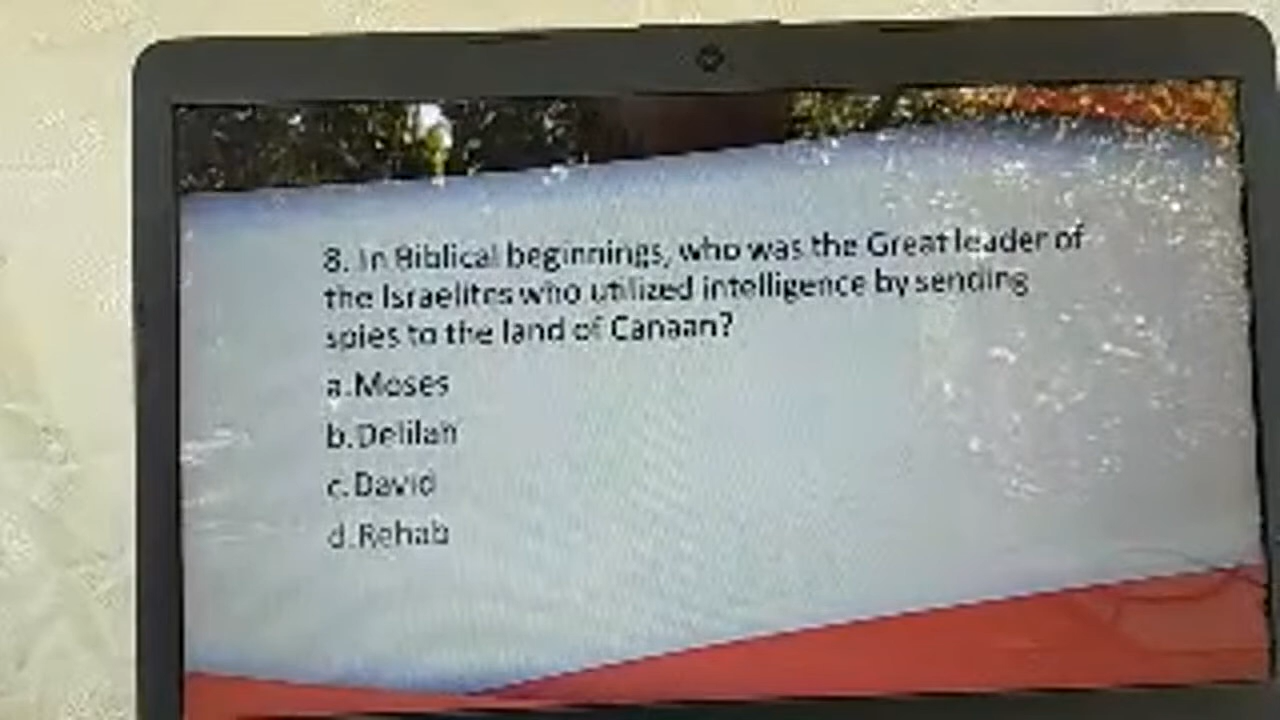 8. In Biblical beginnings, who was the Great leader of
the Israelites who utilized intelligence by sending
spies to the land of Canaan?
a.Moses
b.Delilah
c.David
d.Rehab